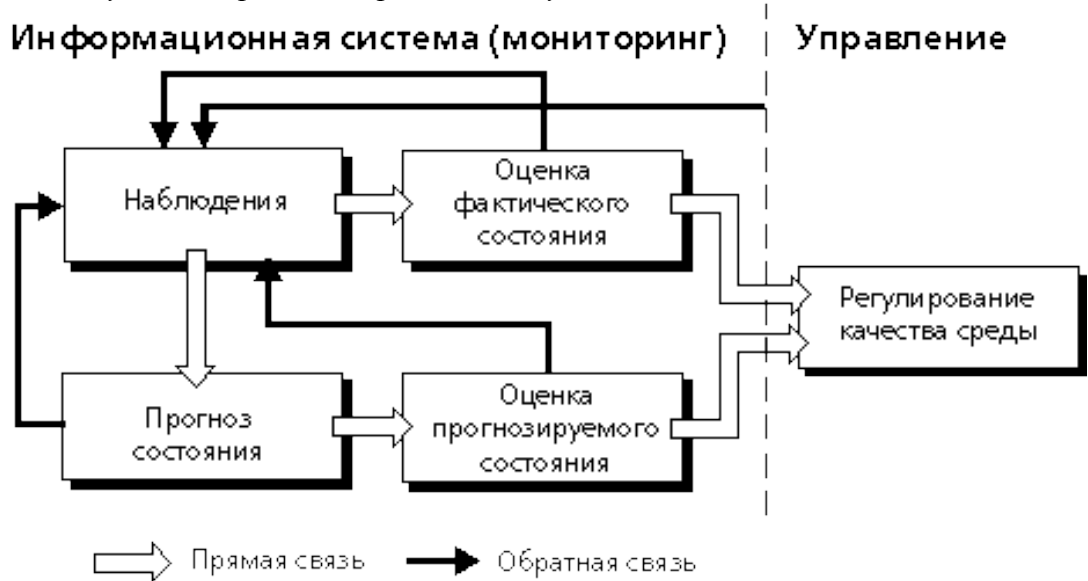 Информационная система (мониторинг)
Управление
Наблюдения
Оценка
фактического
состояния
Регулирование
качества среды
Прогноз
состояния
Оценка
прогнозируемого
состояния
Прямая связь
Обратная связь